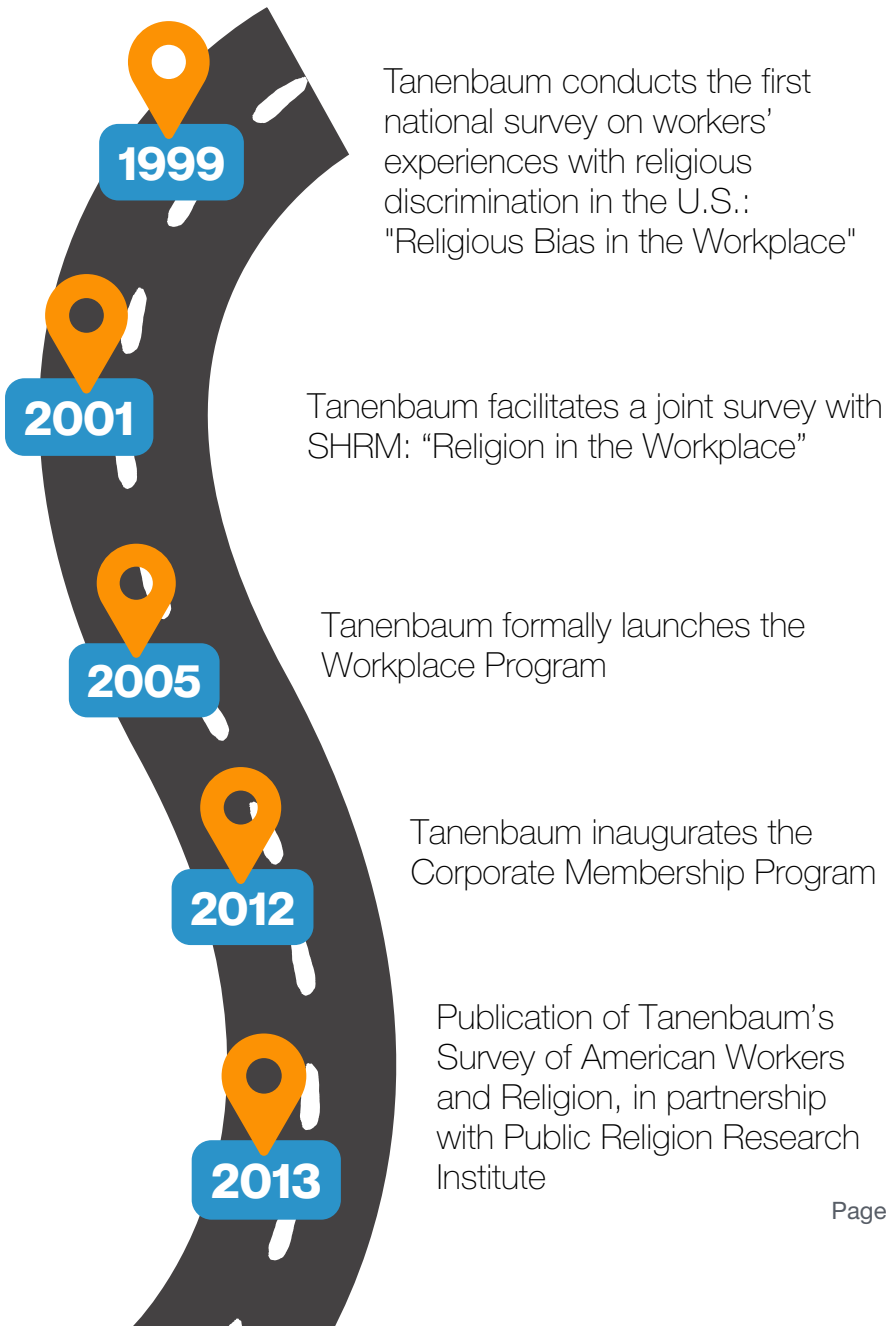 1999
Tanenbaum conducts the first
national survey on workers’
experiences with religious
discrimination in the U.S.:
"Religious Bias in the Workplace"
2001
Tanenbaum facilitates a joint survey with
SHRM: “Religion in the Workplace”
2005
Tanenbaum formally launches the
Workplace Program
2012
Tanenbaum inaugurates the
Corporate Membership Program
2013
Publication of Tanenbaum’s
Survey of American Workers
and Religion, in partnership
with Public Religion Research
Institute
Page